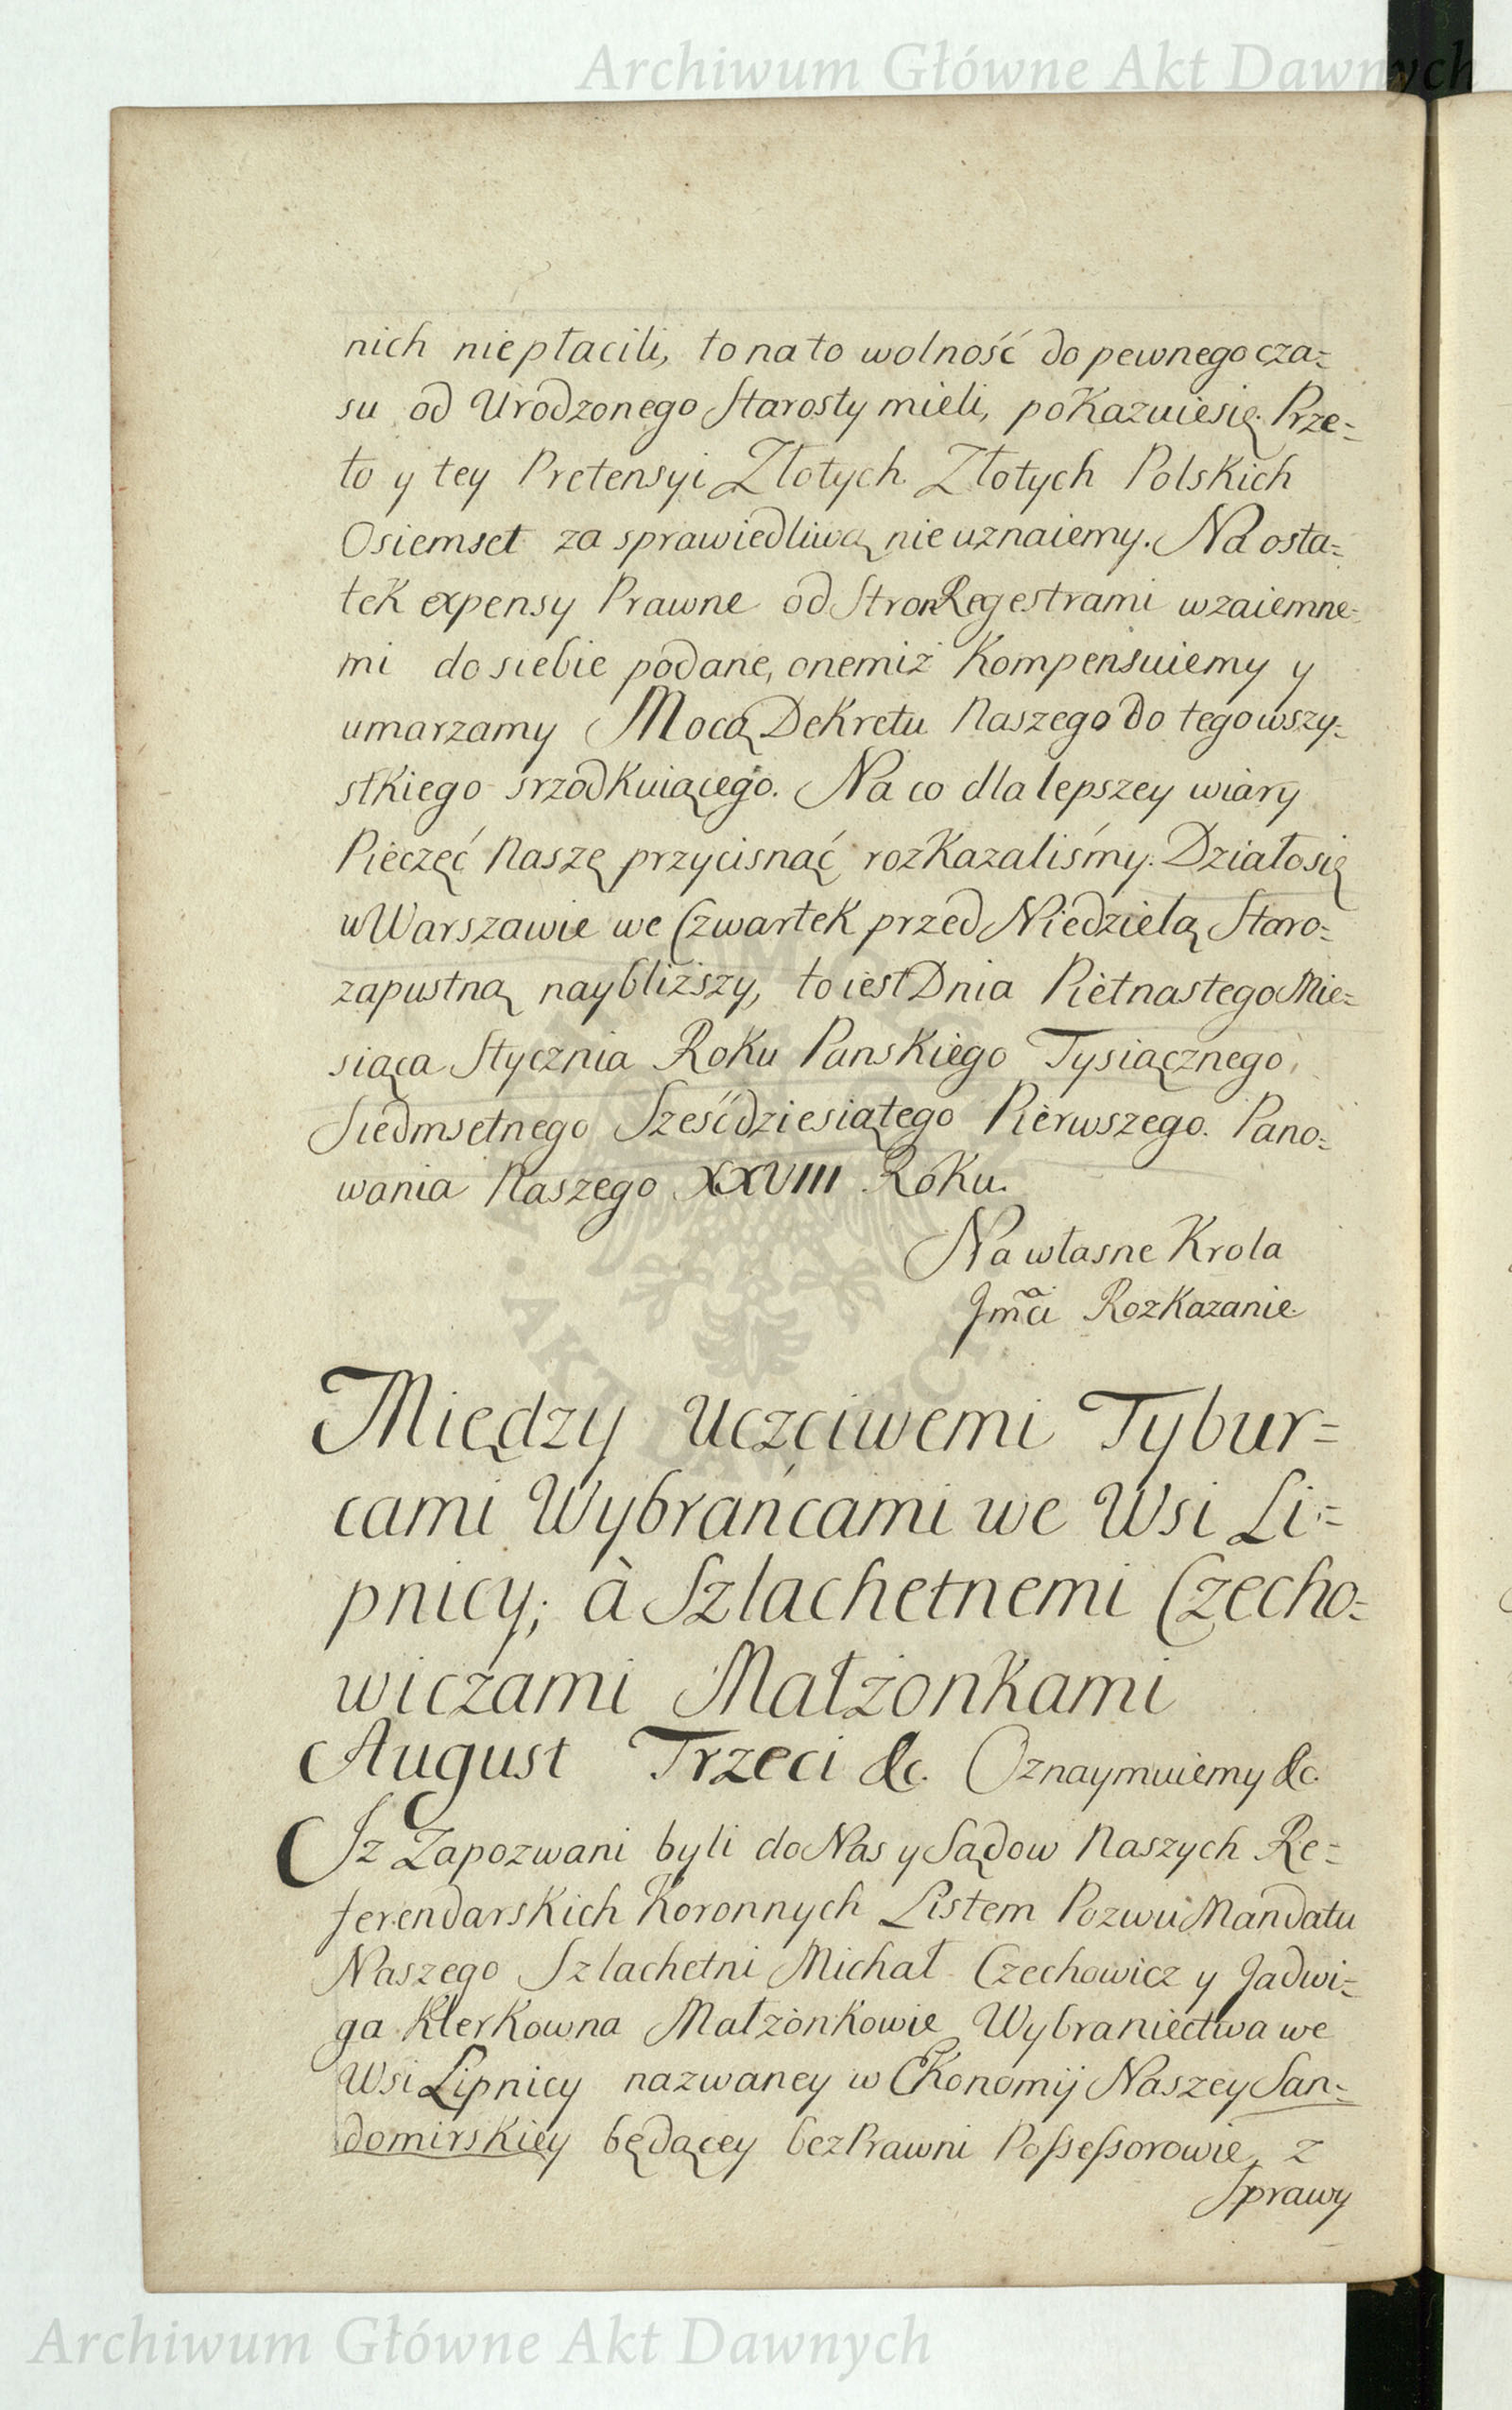 Archiwum Główne Akt Dawnych
nich niepłacili, to na to wolność do pewnego cza=
su od Urodzonego Starosty mieli, pokazuiesię. Prze=
to y tey Pretensyi Złotych Złotych Polskich
Osiemset za sprawiedliwą nie uznaiemy. Na osta=
tek expensy Prawne od Stron Regestrami wzaiemne=
mi do siebie podane, onemiż kompensuiemy y
umarzamy Mocą Dekretu Naszego do tego wszy=
stkiego srzodkuiącego. Na co dla lepszey wiary
Pieczęć Naszę przycisnąć rozkazaliśmy. Działo się
w Warszawie we Czwartek przed Niedzielą Staro=
zapustną naybliższy, to iest Dnia Piętnastego Mie=
siąca Stycznia Roku Panskiego Tysiącznego,
Siedmsetnego Sześćdziesiątego Pierwszego. Pano=
wania Naszego XXVIII Roku.
Na własne Krola
Jmci Rozkazanie.
Między Uczciwemi Tybur=
cami Wybrańcami we Wsi Li=
pnicy, à Szlachetnemi Czecho=
wiczami Małżonkami
August Trzeci &c. Oznaymuiemy &c.
Iż Zapozwani byli do Nas y Sądow Naszych Re=
ferendarskich Koronnych Listem Pozwu Mandatu
Naszego Szlachetni Michał Czechowicz y Jadwi=
ga Klerkowna Małżonkowie Wybraniectwa we
Wsi Lipnicy nazwaney w Ekonomij Naszey San=
domirskiey będącey bezPrawni Possessorowie, z
Sprawy
Archiwum Główne Akt Dawnych